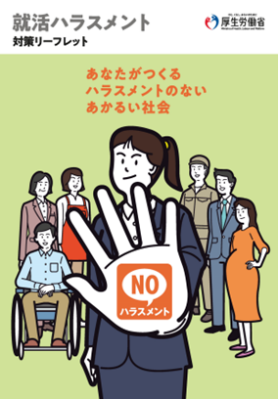 就活ハラスメント
対策リーフレット
厚生労働省
あなたがつくる
ハラスメントのない
あかるい社会
NO
ハラスメント